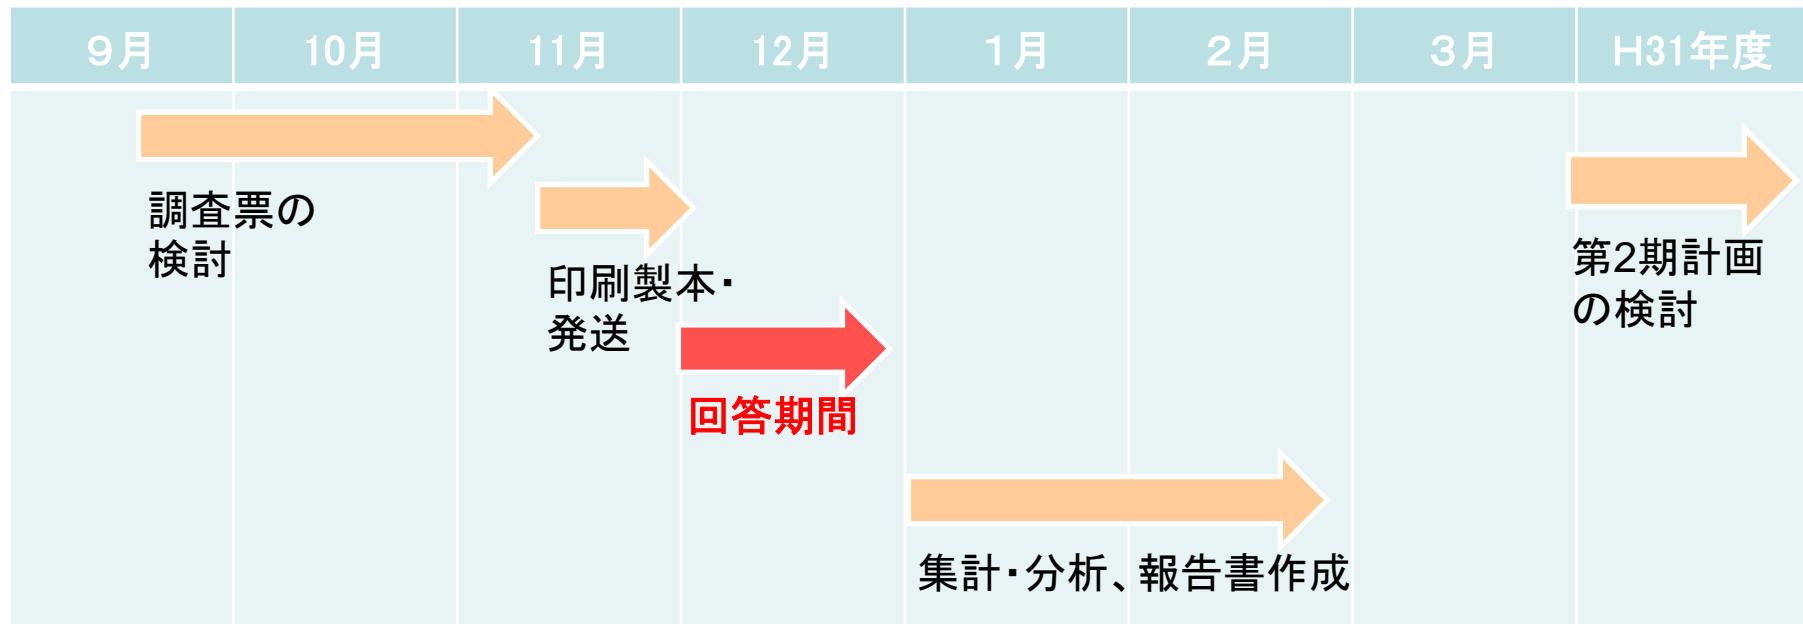 ９月
10月
11月
12月
１月
２月
３月
H31年度
調査票の
検討
印刷製本・
発送
回答期間
集計・分析、報告書作成
第2期計画
の検討